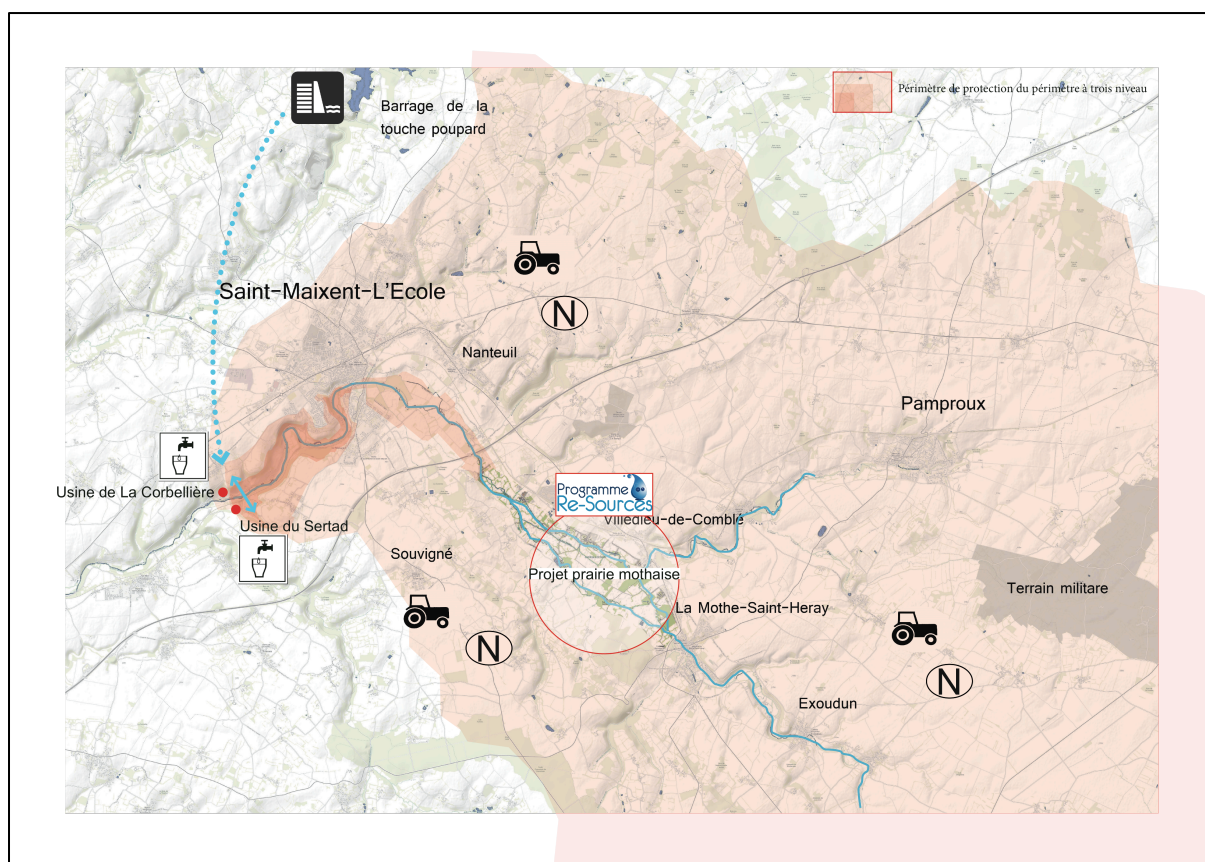 Barrage de la
touche poupard
Périmètre de protection du périmètre à trois niveau
Saint-Maixent-L'Ecole
N
Nanteuil
Pamproux
Usine de La Corbellière
Programme
Re-Sources
Usine du Sertad
Villedieu-de-Comblé
Souvigné
Projet prairie mothaise
Terrain militare
La Mothe-Saint-Heray
N
N
Exoudun